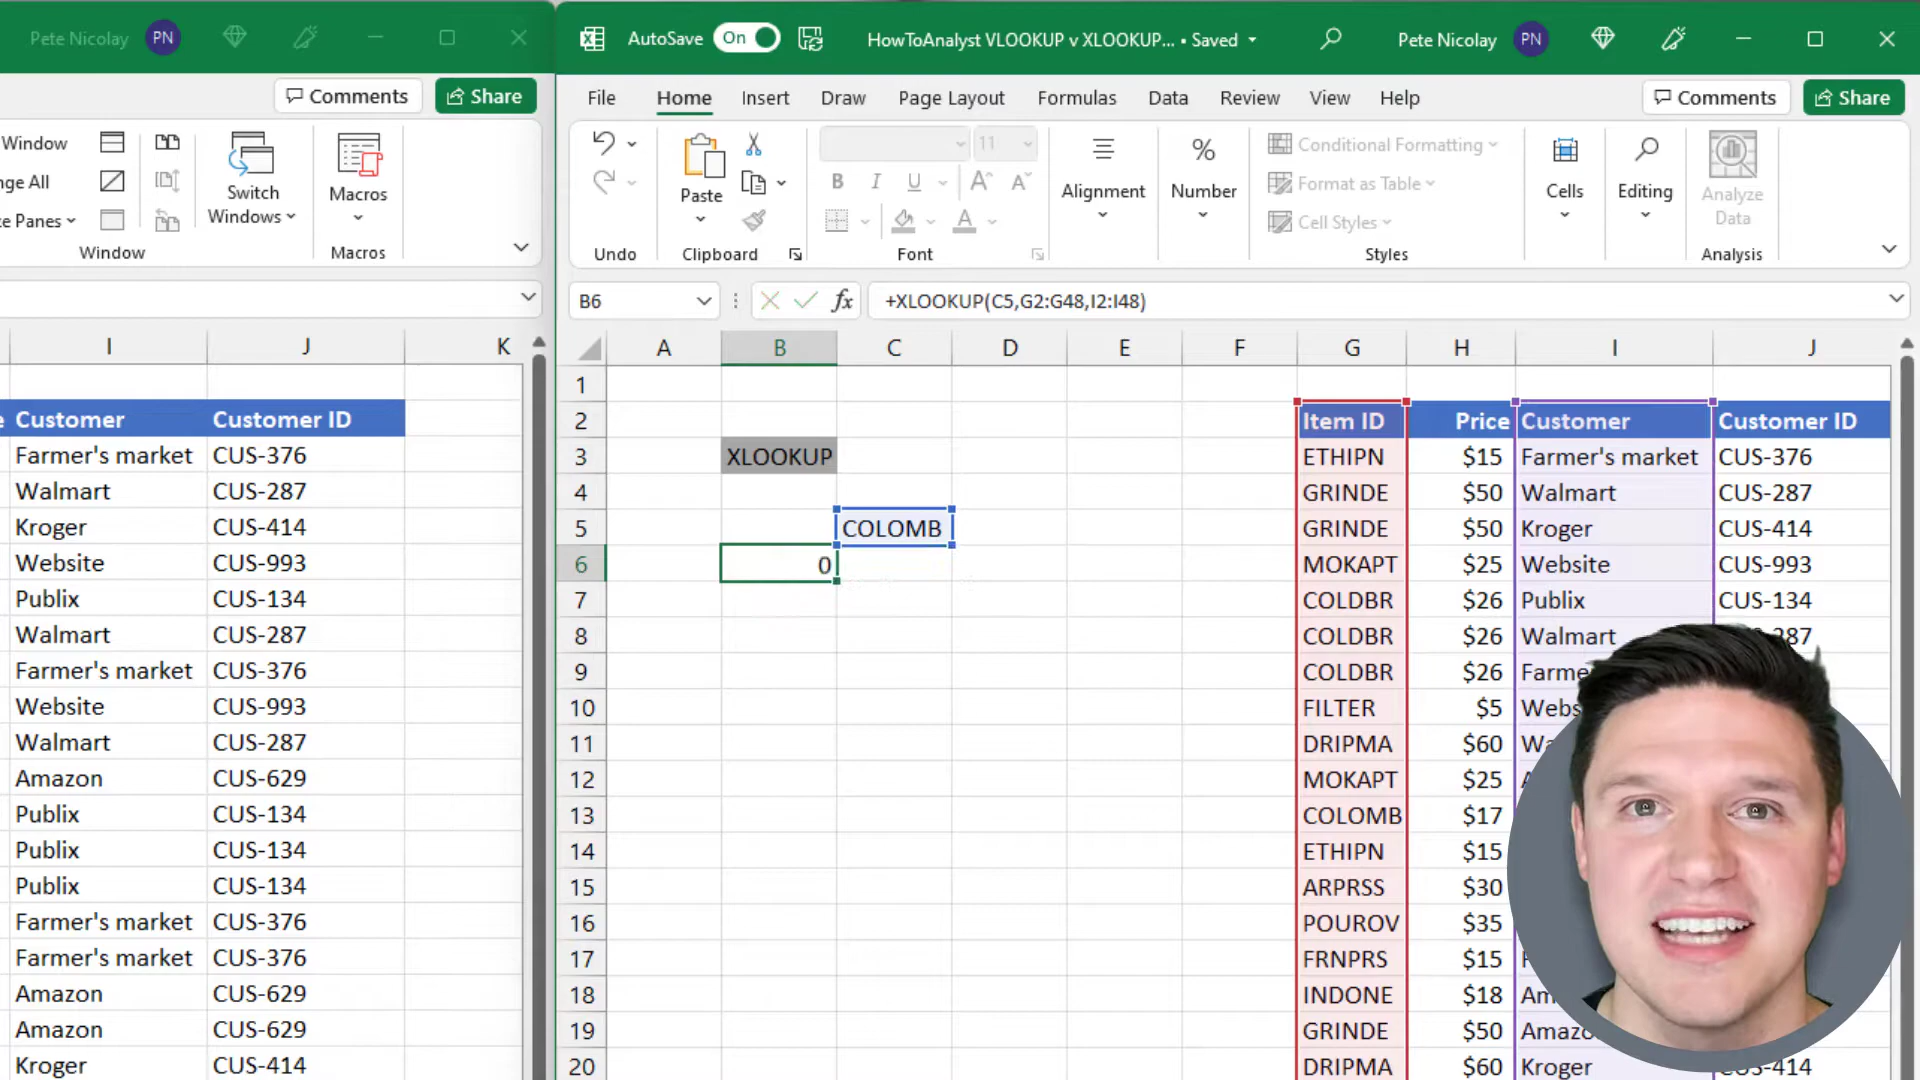 Pete Nicolay PN
AutoSave On HowToAnalyst VLOOKUP v XLOOKUP... • Saved Pete Nicolay PN
Comments Share
File Home Insert Draw Page Layout Formulas Data Review View Help Comments Share
Window
nge All
e Panes
Switch
Windows
Macros
Window Macros
Undo
Paste
Clipboard
11
B I U A A
A
Font
Alignment
%
Number
Conditional Formatting
Format as Table
Cell Styles
Styles
Cells
Editing
Analyze
Data
Analysis
B6 fx +XLOOKUP(C5,G2:G48,I2:I48)
I J K
Customer Customer ID
Farmer's market CUS-376
Walmart CUS-287
Kroger CUS-414
Website CUS-993
Publix CUS-134
Walmart CUS-287
Farmer's market CUS-376
Website CUS-993
Walmart CUS-287
Amazon CUS-629
Publix CUS-134
Publix CUS-134
Publix CUS-134
Farmer's market CUS-376
Farmer's market CUS-376
Amazon CUS-629
Amazon CUS-629
Kroger CUS-414
A B C D E F G H I J
1
2 Item ID Price Customer Customer ID
3 XLOOKUP ETHIPN $15 Farmer's market CUS-376
4 GRINDE $50 Walmart CUS-287
5 COLOMB GRINDE $50 Kroger CUS-414
6 0 MOKAPT $25 Website CUS-993
7 COLDBR $26 Publix CUS-134
8 COLDBR $26 Walmart 287
9 COLDBR $26 Farme
10 FILTER $5 Webs
11 DRIPMA $60 Wa
12 MOKAPT $25
13 COLOMB $17
14 ETHIPN $15
15 ARPRSS $30
16 POUROV $35
17 FRNPRS $15
18 INDONE $18 Am
19 GRINDE $50 Amazo
20 DRIPMA $60 Kroger -414